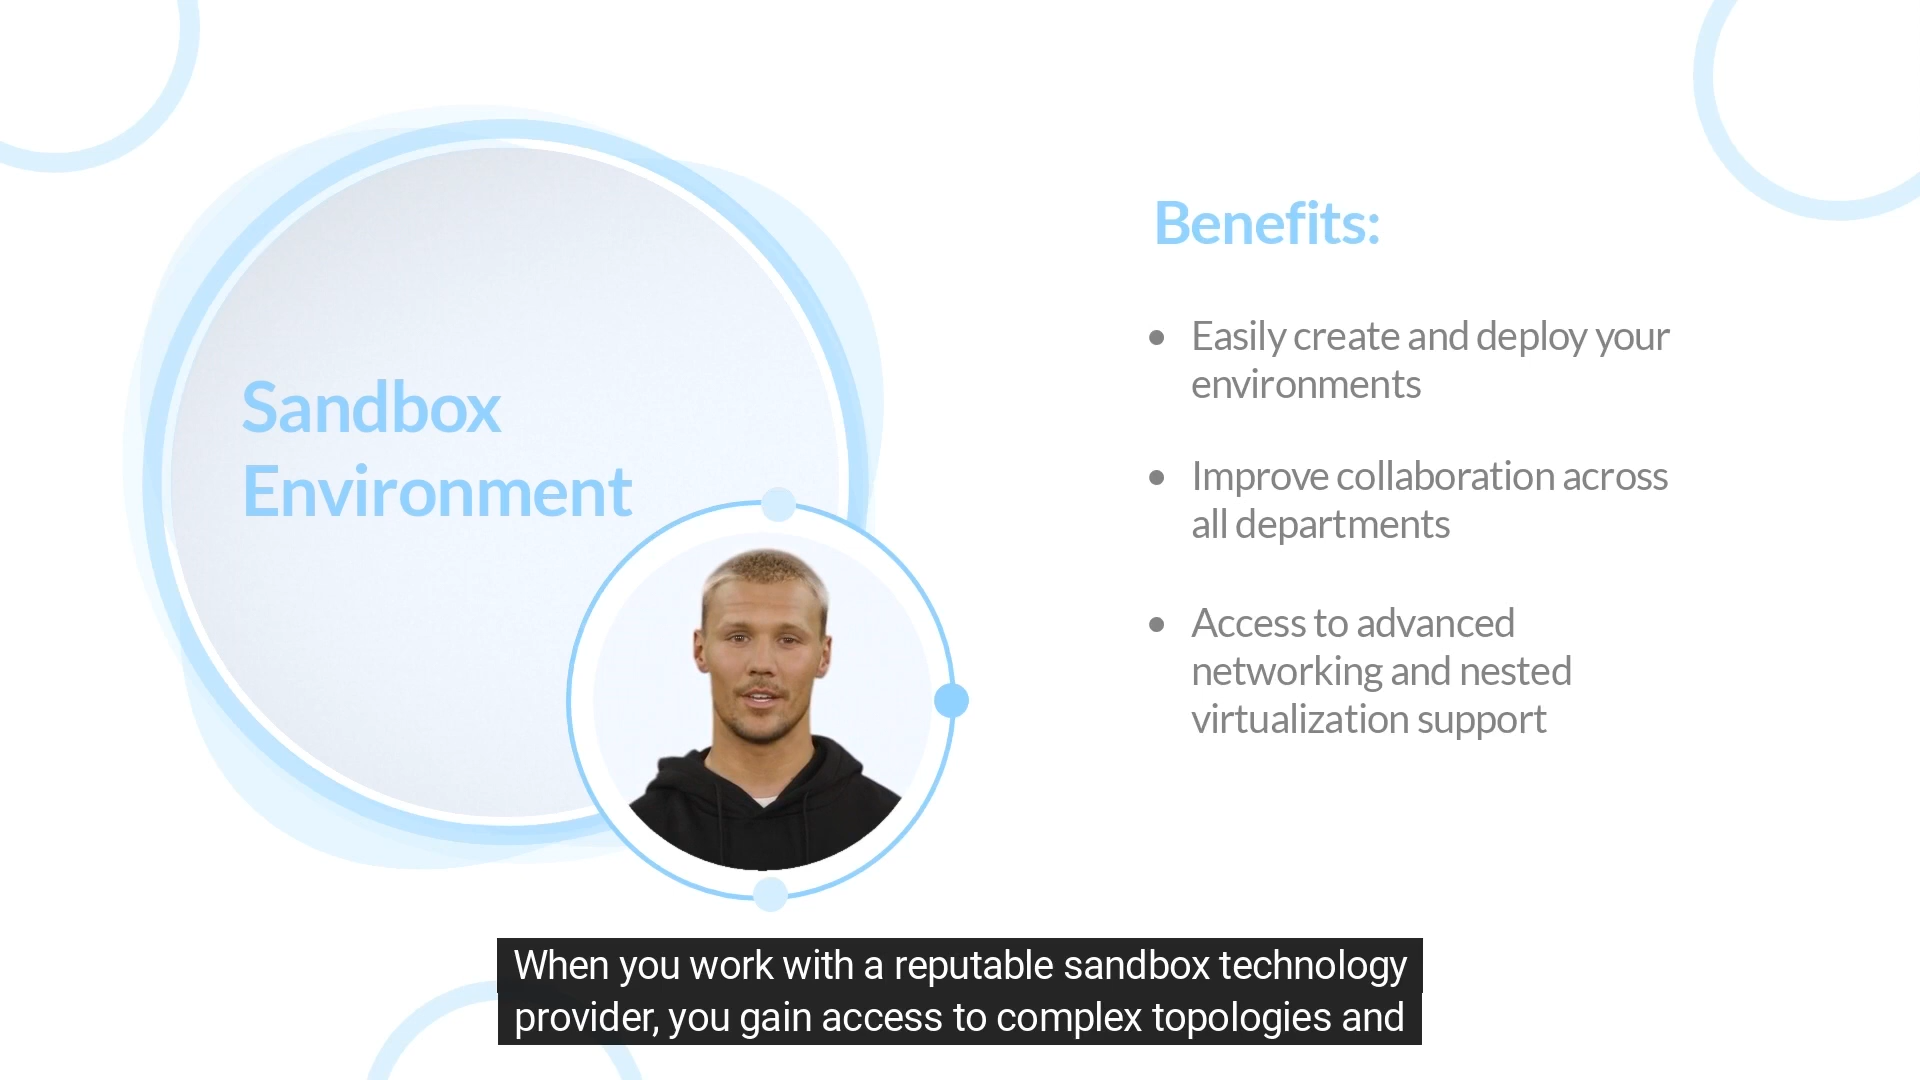 Sandbox
Environment
Benefits:
• Easily create and deploy your
environments
• Improve collaboration across
all departments
• Access to advanced
networking and nested
virtualization support
When you work with a reputable sandbox technology
provider, you gain access to complex topologies and